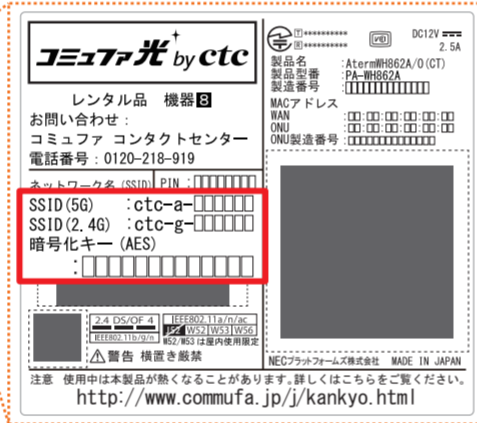 コミュファ光 by ctc
レンタル品 機器8
お問い合わせ：
コミュファ コンタクトセンター
電話番号：0120-218-919
ネットワーク名 (SSID) PIN :□□□□□□□□
SSID(5G) :ctc-a-□□□□□□
SSID(2.4G) :ctc-g-□□□□□□
暗号化キー (AES)
:□□□□□□□□□□□□□
2.4 DS/OF 4
IEEE802.11b/g/n
IEEE802.11a/n/ac
J52 W52 W53 W56
W52/W53 は屋内使用限定
警告 横置き厳禁
T **********
R **********
DC12V
2.5A
製品名 :AtermWH862A/O(CT)
製品型番 :PA-WH862A
製造番号 :□□□□□□□□□□□
MACアドレス
WAN :□□:□□:□□:□□:□□:□□
ONU :□□:□□:□□:□□:□□:□□
ONU製造番号 :□□□□□□□□□□□□
NECプラットフォームズ株式会社 MADE IN JAPAN
注意 使用中は本製品が熱くなることがあります。詳しくはこちらをご覧ください。
http://www.commufa.jp/j/kankyo.html